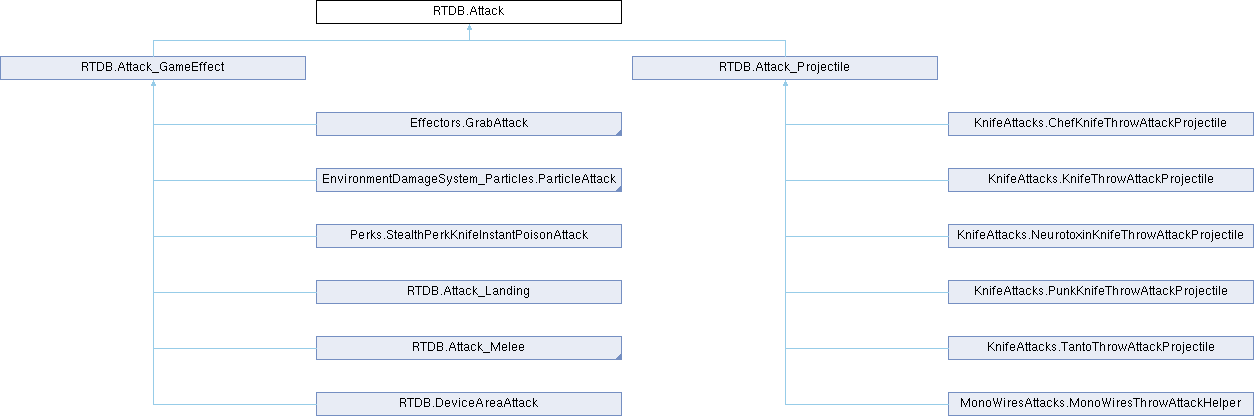 RTDB.Attack
RTDB.Attack_GameEffect
RTDB.Attack_Projectile
Effectors.GrabAttack
KnifeAttacks.ChefKnifeThrowAttackProjectile
EnvironmentDamageSystem_Particles.ParticleAttack
KnifeAttacks.KnifeThrowAttackProjectile
Perks.StealthPerkKnifeInstantPoisonAttack
KnifeAttacks.NeurotoxinKnifeThrowAttackProjectile
RTDB.Attack_Landing
KnifeAttacks.PunkKnifeThrowAttackProjectile
RTDB.Attack_Melee
KnifeAttacks.TantoThrowAttackProjectile
RTDB.DeviceAreaAttack
MonoWiresAttacks.MonoWiresThrowAttackHelper